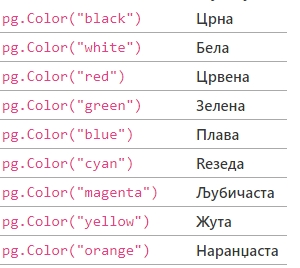 pg.Color("black") Црна
pg.Color("white") Бела
pg.Color("red") Црвена
pg.Color("green") Зелена
pg.Color("blue") Плава
pg.Color("cyan") Rезеда
pg.Color("magenta") Љубичаста
pg.Color("yellow") Жута
pg.Color("orange") Наранџаста